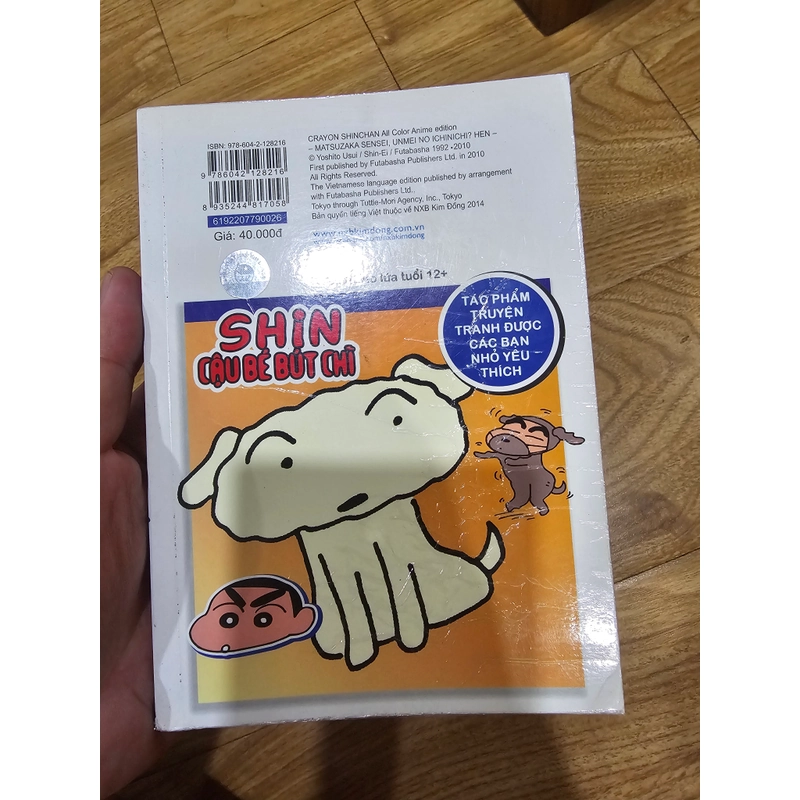 ISBN: 978-604-2-128216
9 786042 128216
8 935244 817058
6192207790026
Giá: 40.000đ
CRAYON SHINCHAN All Color Anime edition
– MATSUZAKA SENSEI, UNMEI NO ICHINICHI? HEN –
© Yoshito Usui / Shin-Ei / Futabasha 1992 •2010
First published by Futabasha Publishers Ltd. in 2010
All Rights Reserved.
The Vietnamese language edition published by arrangement
with Futabasha Publishers Ltd.,
Tokyo through Tuttle-Mori Agency, Inc., Tokyo
Bản quyền tiếng Việt thuộc về NXB Kim Đồng 2014
www.nxbkimdong.com.vn
lứa tuổi 12+
TÁC PHẨM
TRUYỆN
TRANH ĐƯỢC
CÁC BẠN
NHỎ YÊU
THÍCH
SHIN
CẬU BÉ BÚT CHÌ